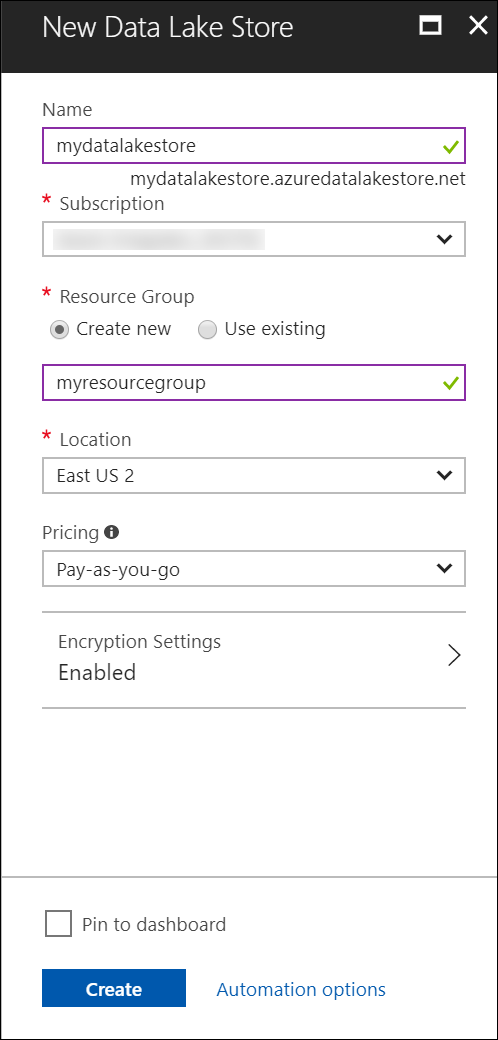 New Data Lake Store
Name
mydatalakestore
mydatalakestore.azuredatalakestore.net
* Subscription
* Resource Group
Create new Use existing
myresourcegroup
* Location
East US 2
Pricing
Pay-as-you-go
Encryption Settings
Enabled
Pin to dashboard
Create Automation options